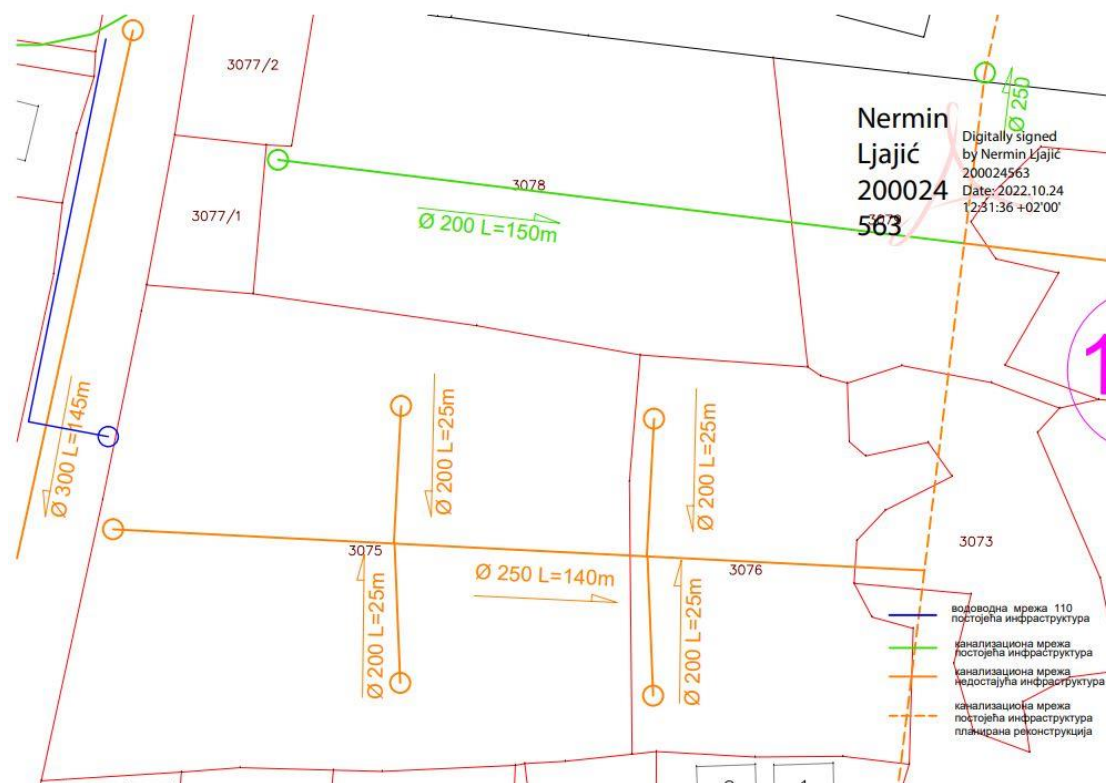 3077/2
Ø 250
Nermin
Ljajić
200024
563
Digitally signed
by Nermin Ljajić
200024563
Date: 2022.10.24
12:31:36 +02'00'
3078
3077/1
3079
Ø 200 L=150m
1
Ø 300 L=145m
Ø 200 L=25m
Ø 200 L=25m
3075
Ø 250 L=140m
3076
3073
Ø 200 L=25m
Ø 200 L=25m
водоводна мрежа 110
постојећа инфраструктура
канализациона мрежа
постојећа инфраструктура
канализациона мрежа
недостајућа инфраструктура
канализациона мрежа
постојећа инфраструктура
планирана реконструкција